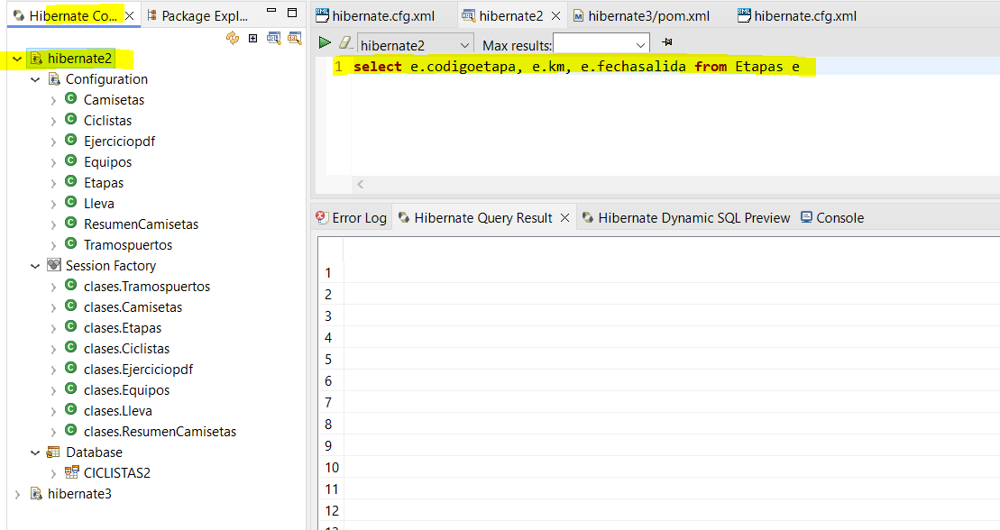 Hibernate Co...
Package Expl...
hibernate2
Configuration
Camisetas
Ciclistas
Ejerciciopdf
Equipos
Etapas
Lleva
ResumenCamisetas
Tramospuertos
Session Factory
clases.Tramospuertos
clases.Camisetas
clases.Etapas
clases.Ciclistas
clases.Ejerciciopdf
clases.Equipos
clases.Lleva
clases.ResumenCamisetas
Database
CICLISTAS2
hibernate3
hibernate.cfg.xml
hibernate2
hibernate3/pom.xml
hibernate.cfg.xml
hibernate2
Max results:
1 select e.codigoetapa, e.km, e.fechasalida from Etapas e
Error Log
Hibernate Query Result
Hibernate Dynamic SQL Preview
Console
1
2
3
4
5
6
7
8
9
10
11
12